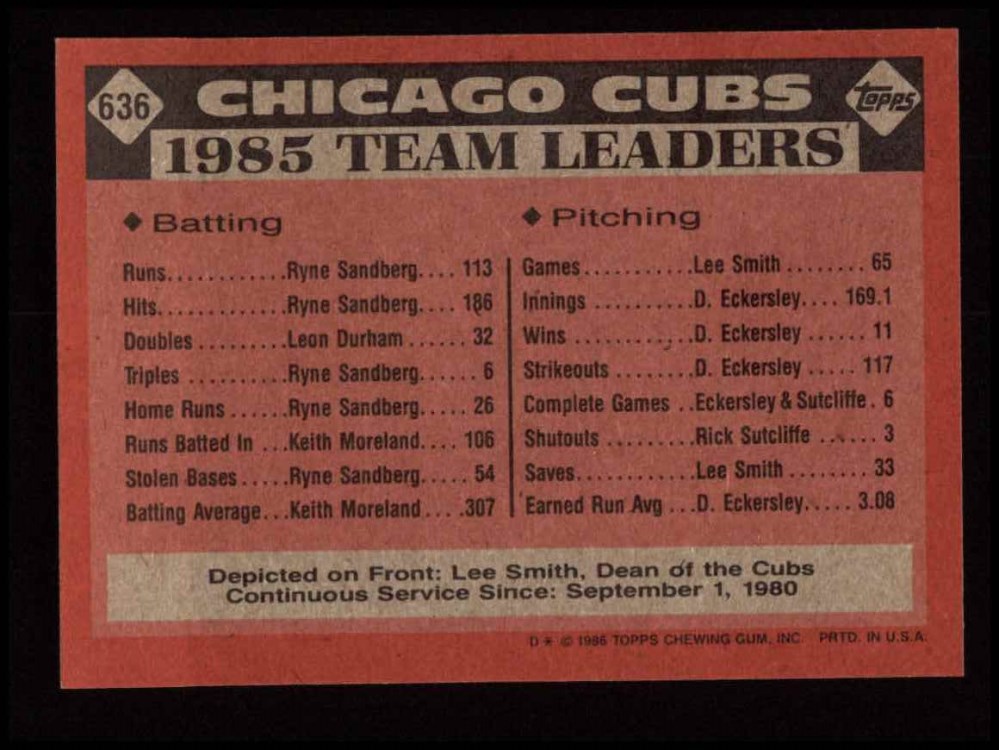 636 CHICAGO CUBS Topps
1985 TEAM LEADERS
◆ Batting
Runs............Ryne Sandberg.... 113
Hits.............Ryne Sandberg.... 186
Doubles .........Leon Durham ...... 32
Triples ..........Ryne Sandberg...... 6
Home Runs ......Ryne Sandberg..... 26
Runs Batted In ...Keith Moreland.... 106
Stolen Bases.....Ryne Sandberg..... 54
Batting Average...Keith Moreland.... .307
◆ Pitching
Games...........Lee Smith ........ 65
Innings ..........D. Eckersley.... 169.1
Wins ............D. Eckersley ...... 11
Strikeouts ........D. Eckersley ..... 117
Complete Games ..Eckersley & Sutcliffe . 6
Shutouts .........Rick Sutcliffe ...... 3
Saves............Lee Smith ........ 33
Earned Run Avg ...D. Eckersley..... 3.08
Depicted on Front: Lee Smith, Dean of the Cubs
Continuous Service Since: September 1, 1980
D * © 1986 TOPPS CHEWING GUM, INC. PRTD. IN U.S.A.